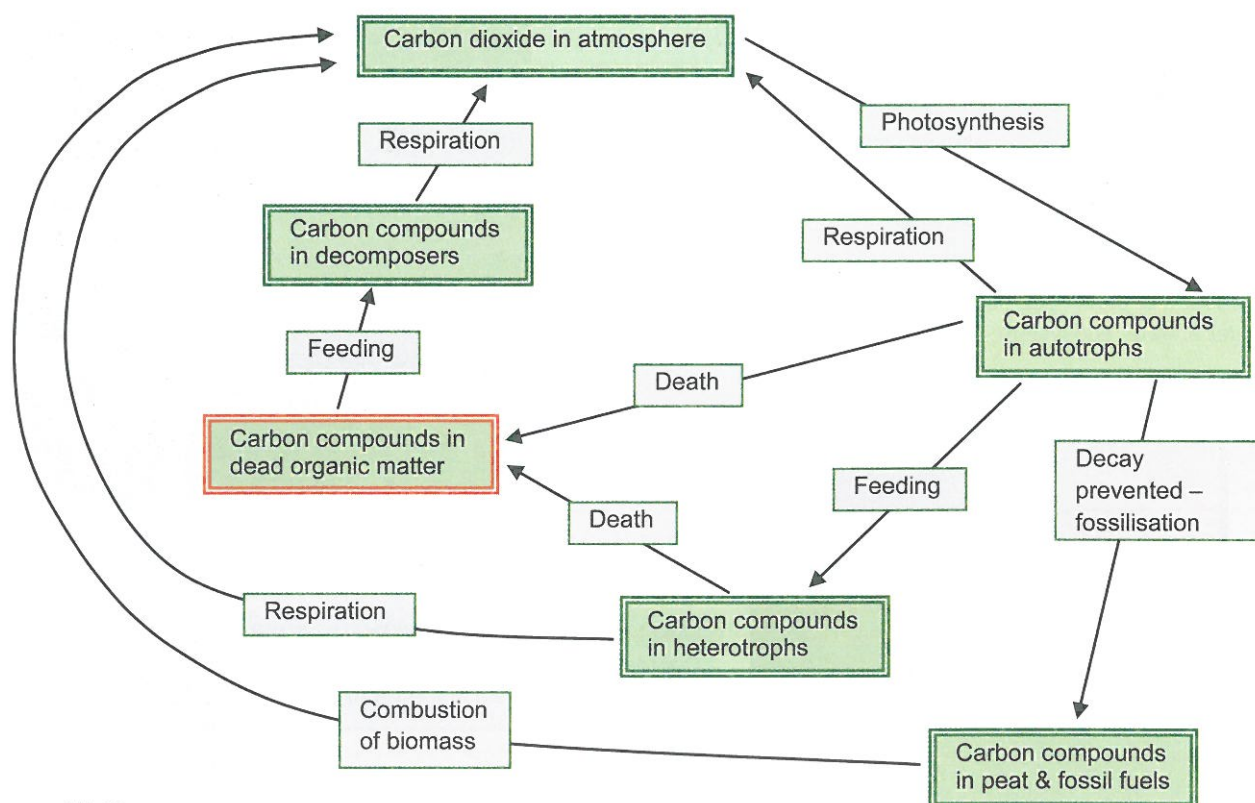 Carbon dioxide in atmosphere
Photosynthesis
Respiration
Carbon compounds
in decomposers
Respiration
Carbon compounds
in autotrophs
Feeding
Death
Carbon compounds in
dead organic matter
Feeding
Decay
prevented –
fossilisation
Death
Respiration
Carbon compounds
in heterotrophs
Combustion
of biomass
Carbon compounds
in peat & fossil fuels